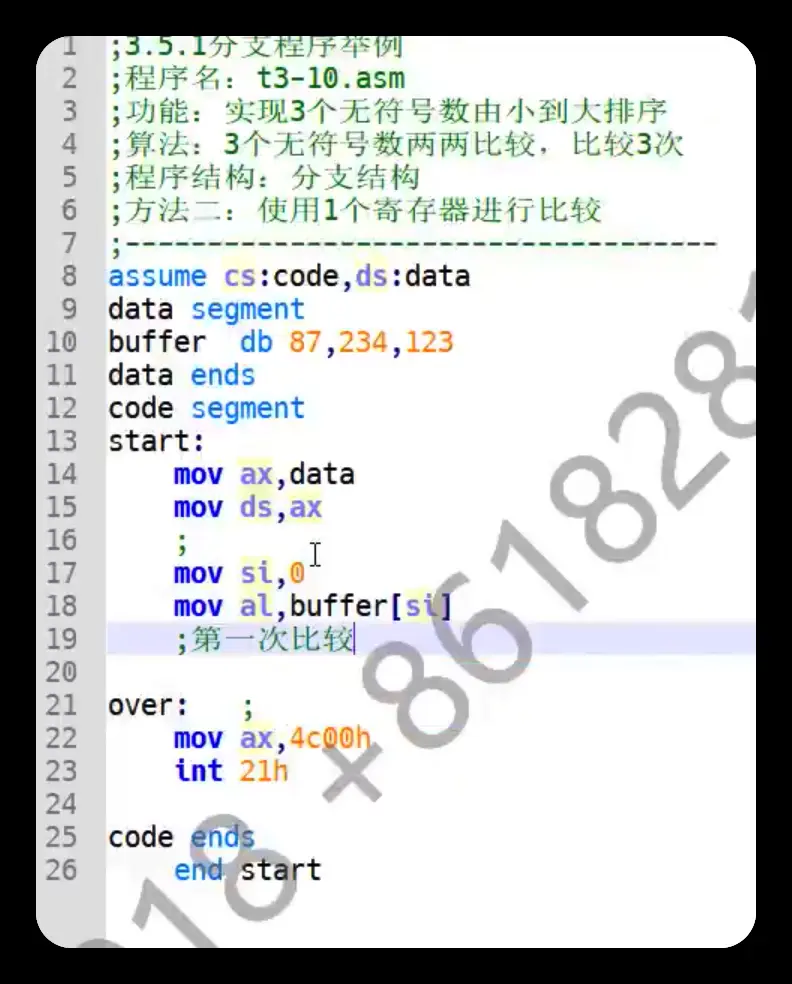 1 ;3.5.1分支程序举例
2 ;程序名：t3-10.asm
3 ;功能：实现3个无符号数由小到大排序
4 ;算法：3个无符号数两两比较，比较3次
5 ;程序结构：分支结构
6 ;方法二：使用1个寄存器进行比较
7 ;------------------------------------
8 assume cs:code,ds:data
9 data segment
10 buffer  db 87,234,123
11 data ends
12 code segment
13 start:
14     mov ax,data
15     mov ds,ax
16     ;
17     mov si,0
18     mov al,buffer[si]
19     ;第一次比较
20
21 over:   ;
22     mov ax,4c00h
23     int 21h
24
25 code ends
26     end start
18 +8618282